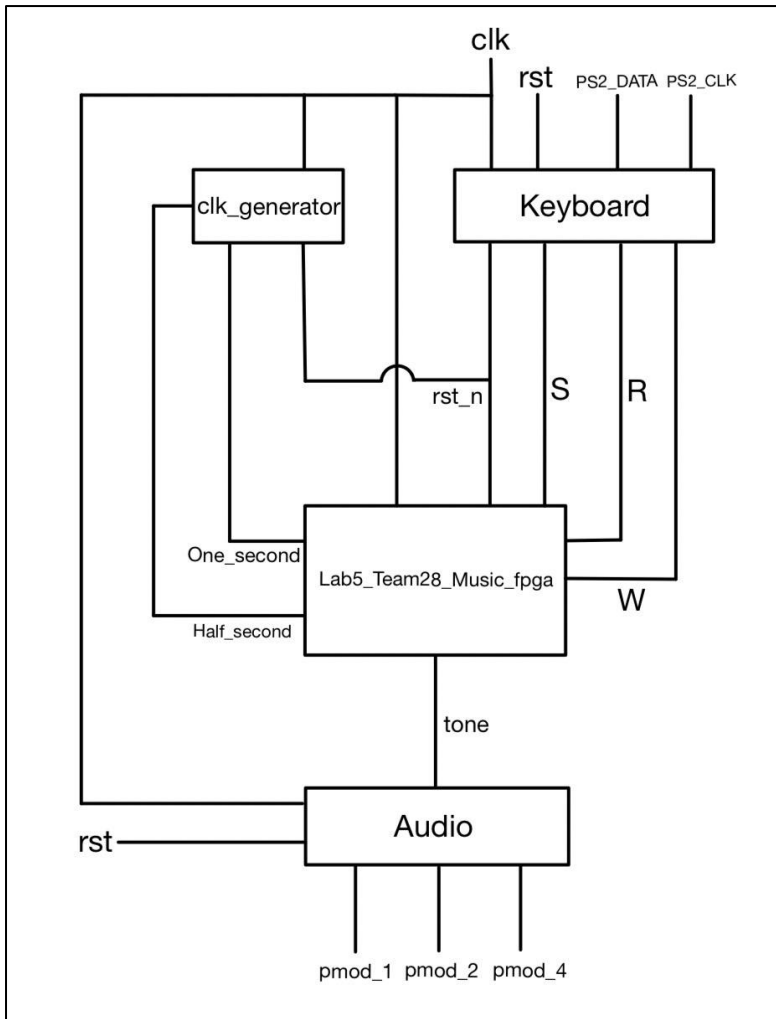 clk
rst
PS2_DATA
PS2_CLK
clk_generator
Keyboard
rst_n
S
R
One_second
Lab5_Team28_Music_fpga
W
Half_second
tone
Audio
rst
pmod_1
pmod_2
pmod_4